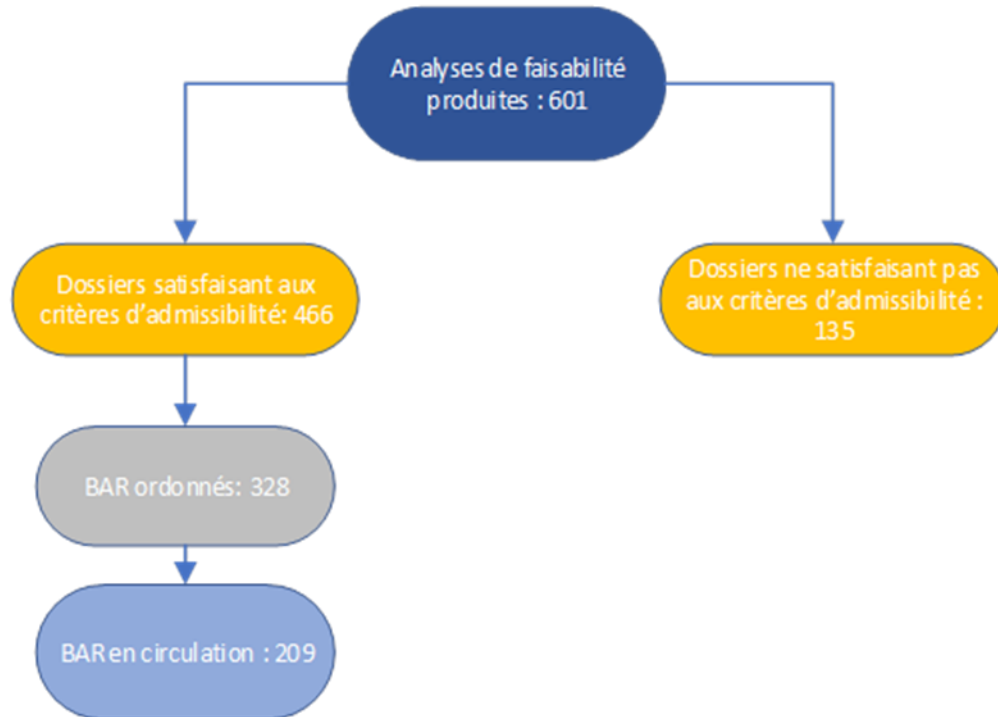 Analyses de faisabilité
produites : 601
Dossiers satisfaisant aux
critères d'admissibilité: 466
Dossiers ne satisfaisant pas
aux critères d'admissibilité :
135
BAR ordonnés: 328
BAR en circulation : 209